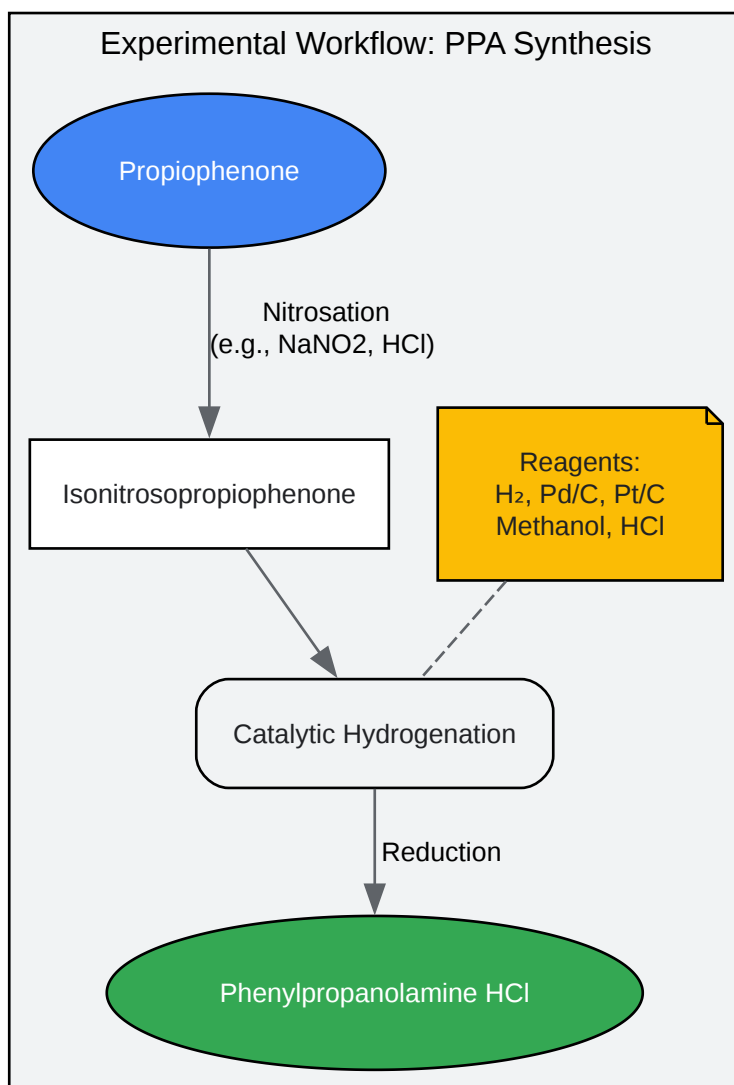 Experimental Workflow: PPA Synthesis
Propiophenone
Nitrosation
(e.g., NaNO2, HCl)
Isonitrosopropiophenone
Reagents:
H₂, Pd/C, Pt/C
Methanol, HCl
Catalytic Hydrogenation
Reduction
Phenylpropanolamine HCl